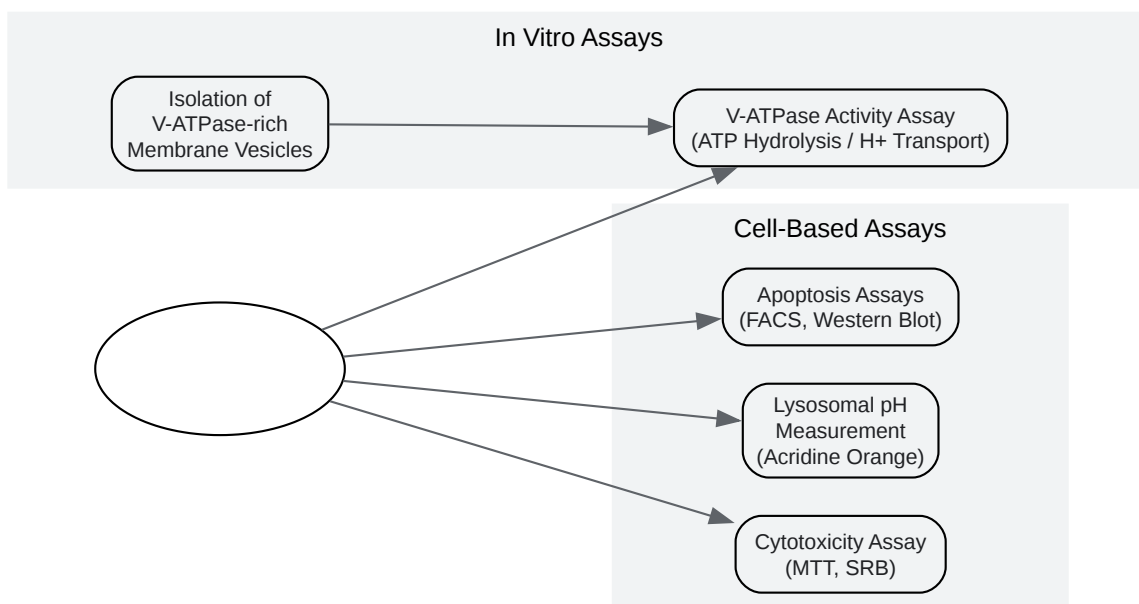 In Vitro Assays
Isolation of
V-ATPase-rich
Membrane Vesicles
V-ATPase Activity Assay
(ATP Hydrolysis / H+ Transport)
Cell-Based Assays
Apoptosis Assays
(FACS, Western Blot)
Lysosomal pH
Measurement
(Acridine Orange)
Cytotoxicity Assay
(MTT, SRB)